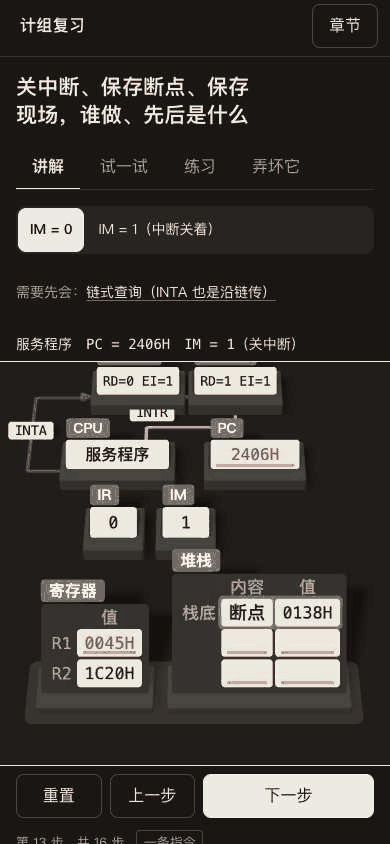 计组复习
章节
关中断、保存断点、保存
现场，谁做、先后是什么
讲解 试一试 练习 弄坏它
IM = 0 IM = 1（中断关着）
需要先会：链式查询（INTA 也是沿链传）
服务程序 PC = 2406H IM = 1（关中断）
RD=0 EI=1 RD=1 EI=1
INTR
INTA
CPU PC
服务程序 2406H
IR IM
0 1
堆栈
寄存器 内容 值
值 栈底 断点 0138H
R1 0045H
R2 1C20H
重置 上一步 下一步
第 13 步，共 16 步 一条指令